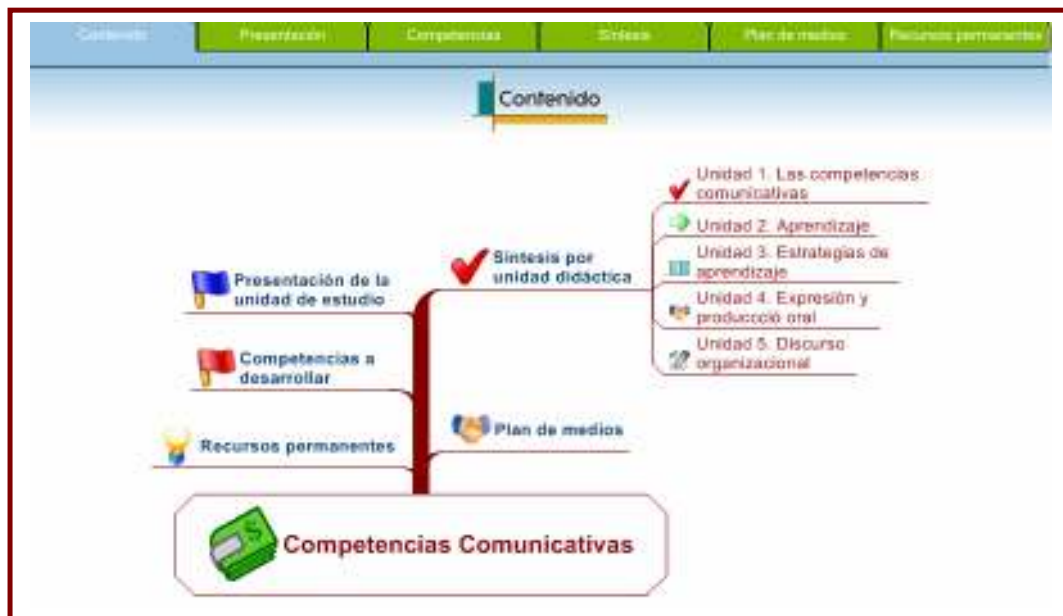 Contenido
Presentación
Competencias
Síntesis
Plan de medios
Recursos permanentes
Contenido
Unidad 1. Las competencias
comunicativas
Unidad 2. Aprendizaje
Unidad 3. Estrategias de
aprendizaje
Unidad 4. Expresión y
produccció oral
Unidad 5. Discurso
organizacional
Síntesis por
unidad didáctica
Presentación de la
unidad de estudio
Competencias a
desarrollar
Plan de medios
Recursos permanentes
Competencias Comunicativas